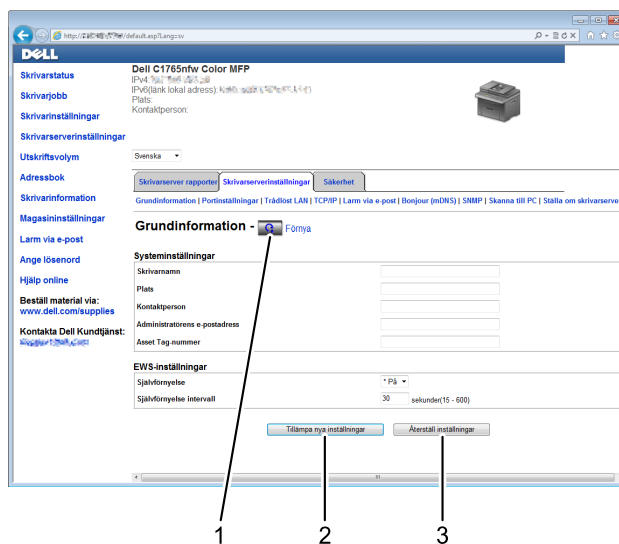 http://
/default.asp?Lang=sv
DELL
Dell C1765nfw Color MFP
IPv4:
IPv6(länk lokal adress):
Plats:
Kontaktperson:
Skrivarstatus
Skrivarjobb
Skrivarinställningar
Skrivarserverinställningar
Utskriftsvolym
Adressbok
Skrivarinformation
Magasininställningar
Larm via e-post
Ange lösenord
Hjälp online
Beställ material via:
www.dell.com/supplies
Kontakta Dell Kundtjänst:
Svenska
Skrivarserver rapporter Skrivarserverinställningar Säkerhet
Grundinformation | Portinställningar | Trådlöst LAN | TCP/IP | Larm via e-post | Bonjour (mDNS) | SNMP | Skanna till PC | Ställa om skrivarserve
Grundinformation - Förnya
Systeminställningar
Skrivarnamn
Plats
Kontaktperson
Administratörens e-postadress
Asset Tag-nummer
EWS-inställningar
Självförnyelse * På
Självförnyelse intervall 30 sekunder(15 - 600)
Tillämpa nya inställningar Återställ inställningar
1 2 3